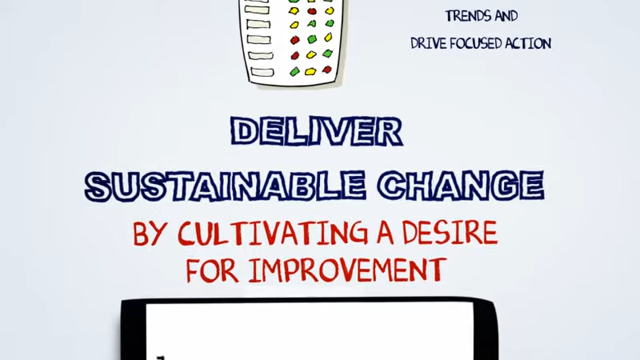 TRENDS AND
DRIVE FOCUSED ACTION
DELIVER
SUSTAINABLE CHANGE
BY CULTIVATING A DESIRE
FOR IMPROVEMENT